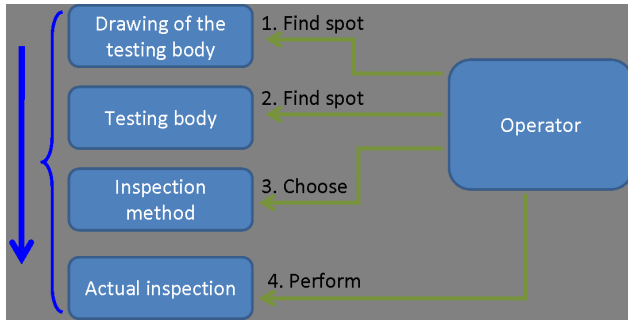 Drawing of the
testing body
1. Find spot
Testing body
2. Find spot
Operator
Inspection
method
3. Choose
Actual inspection
4. Perform